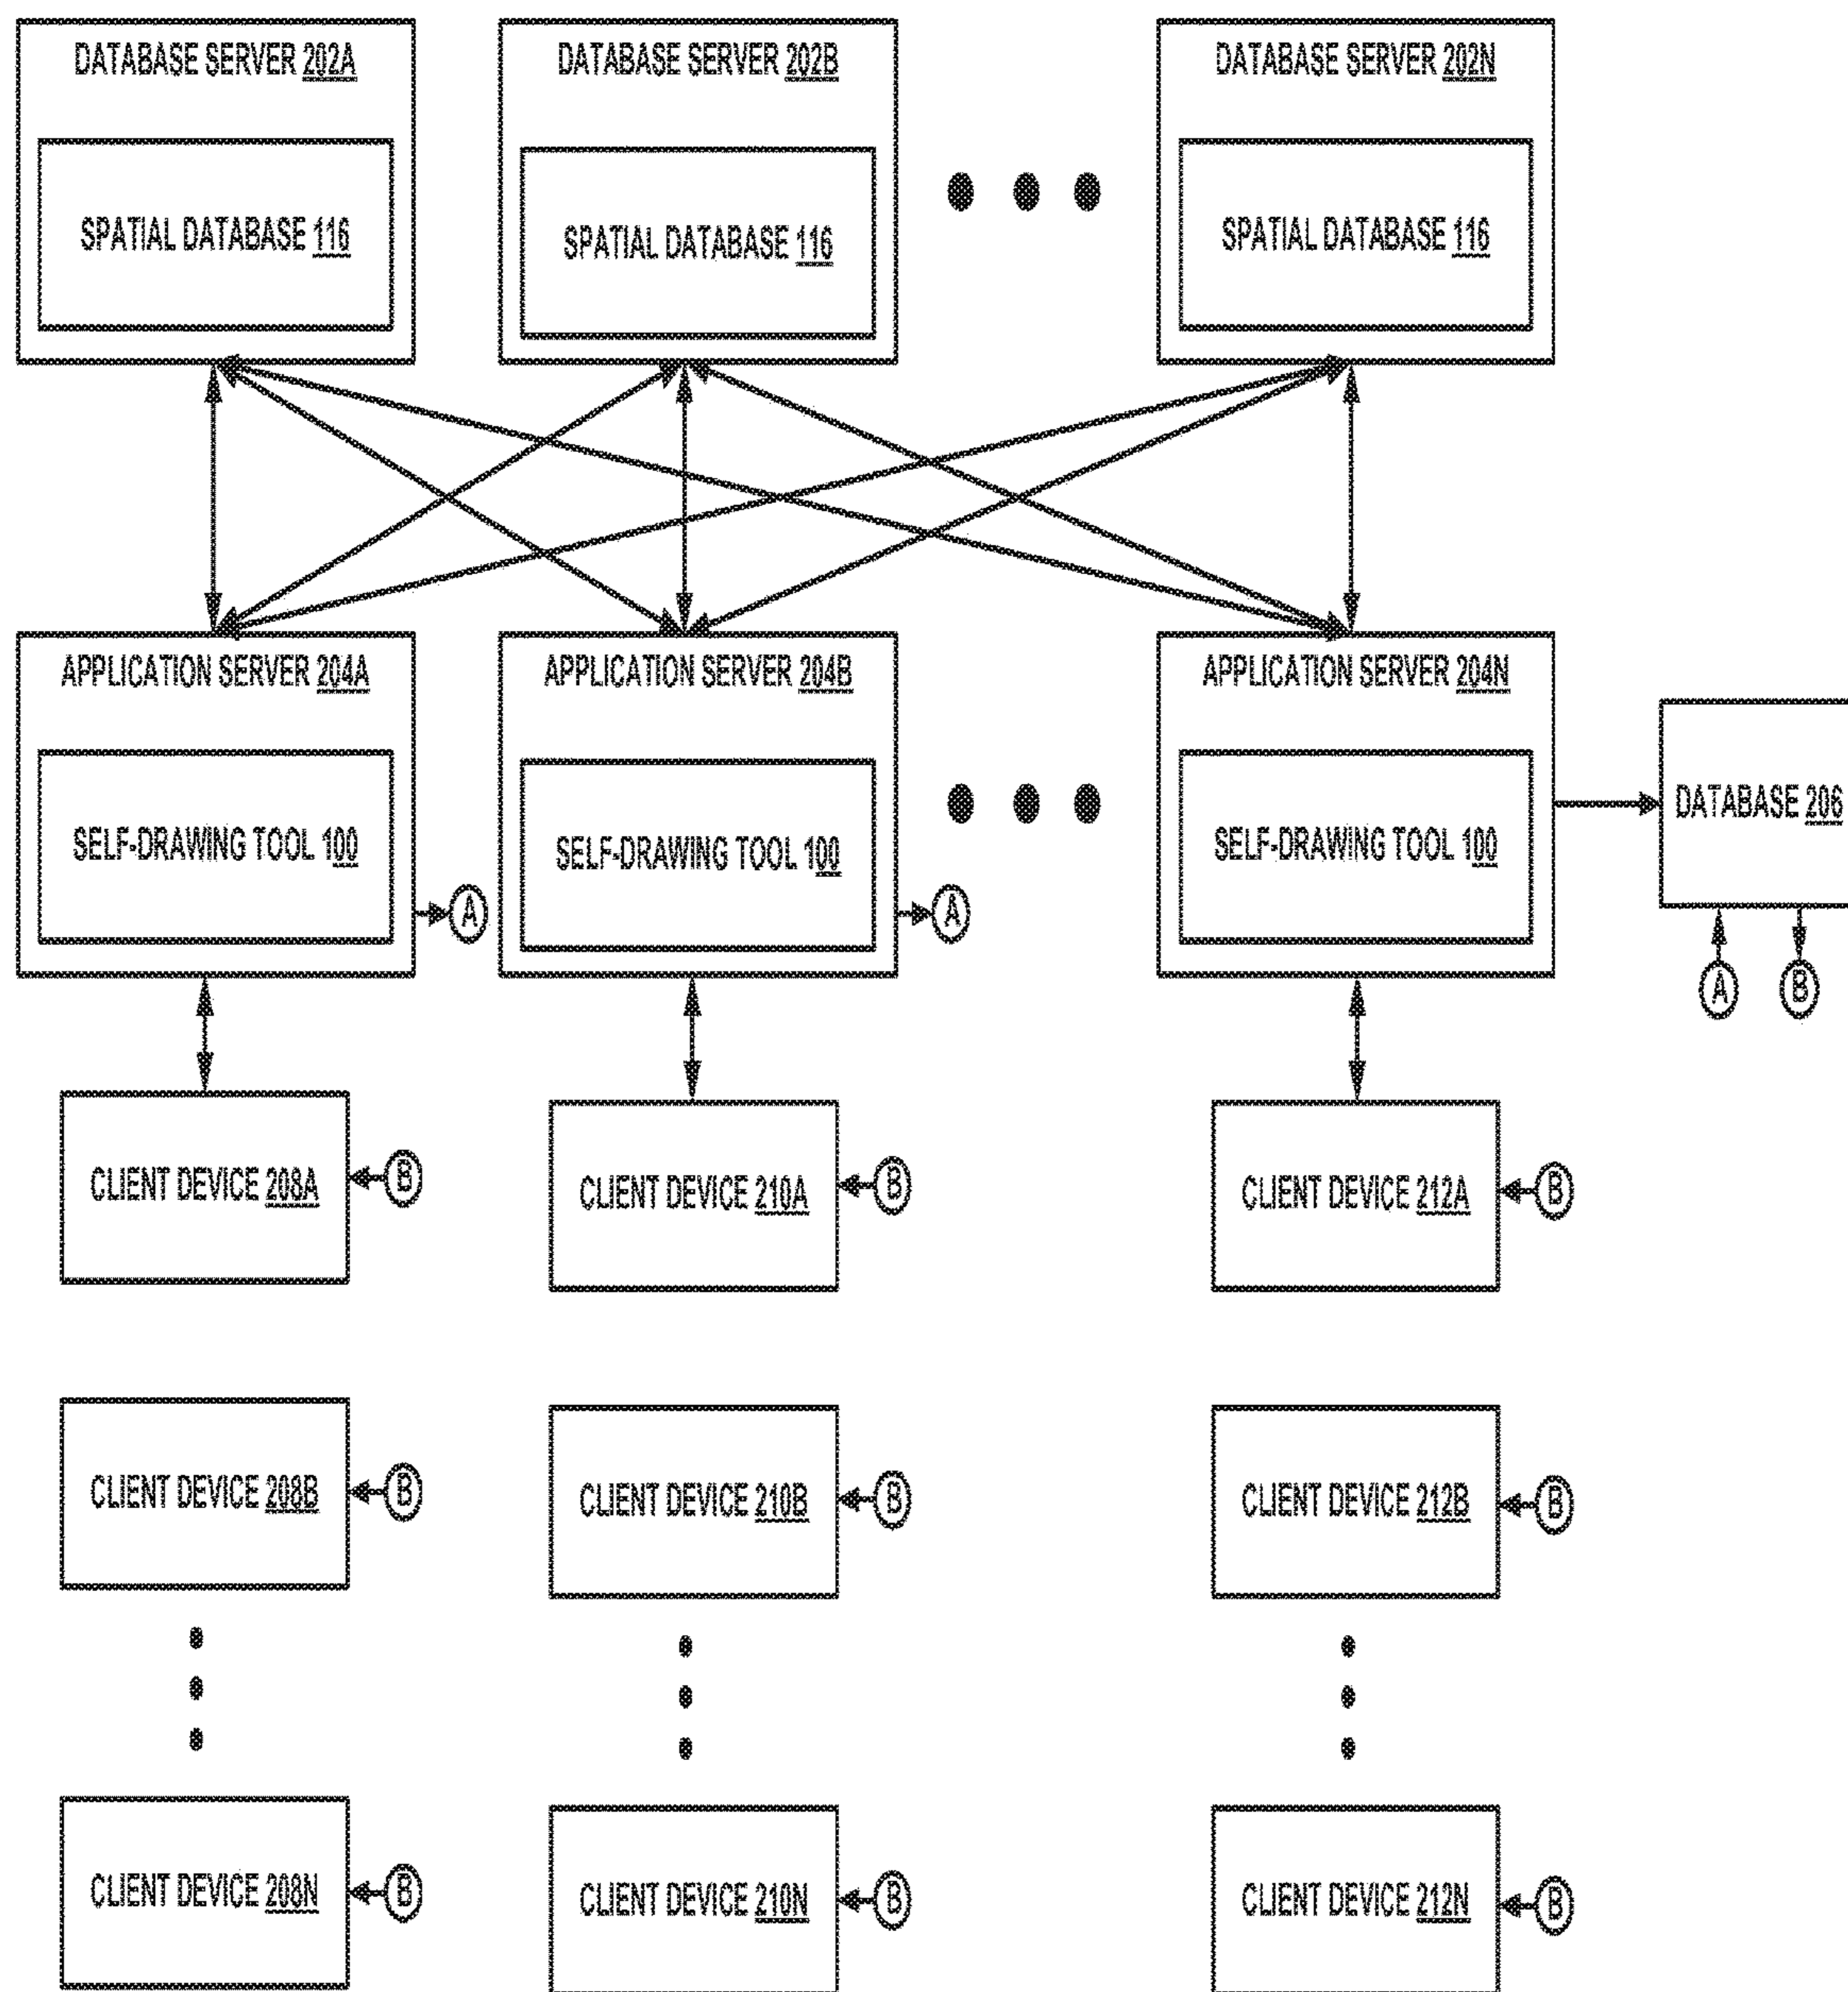 DATABASE SERVER 202A
DATABASE SERVER 202B
DATABASE SERVER 202N
SPATIAL DATABASE 116
SPATIAL DATABASE 116
SPATIAL DATABASE 116
APPLICATION SERVER 204A
APPLICATION SERVER 204B
APPLICATION SERVER 204N
SELF-DRAWING TOOL 100
SELF-DRAWING TOOL 100
SELF-DRAWING TOOL 100
DATABASE 206
A
A
A
B
CLIENT DEVICE 208A
B
CLIENT DEVICE 210A
B
CLIENT DEVICE 212A
B
CLIENT DEVICE 208B
B
CLIENT DEVICE 210B
B
CLIENT DEVICE 212B
B
CLIENT DEVICE 208N
B
CLIENT DEVICE 210N
B
CLIENT DEVICE 212N
B